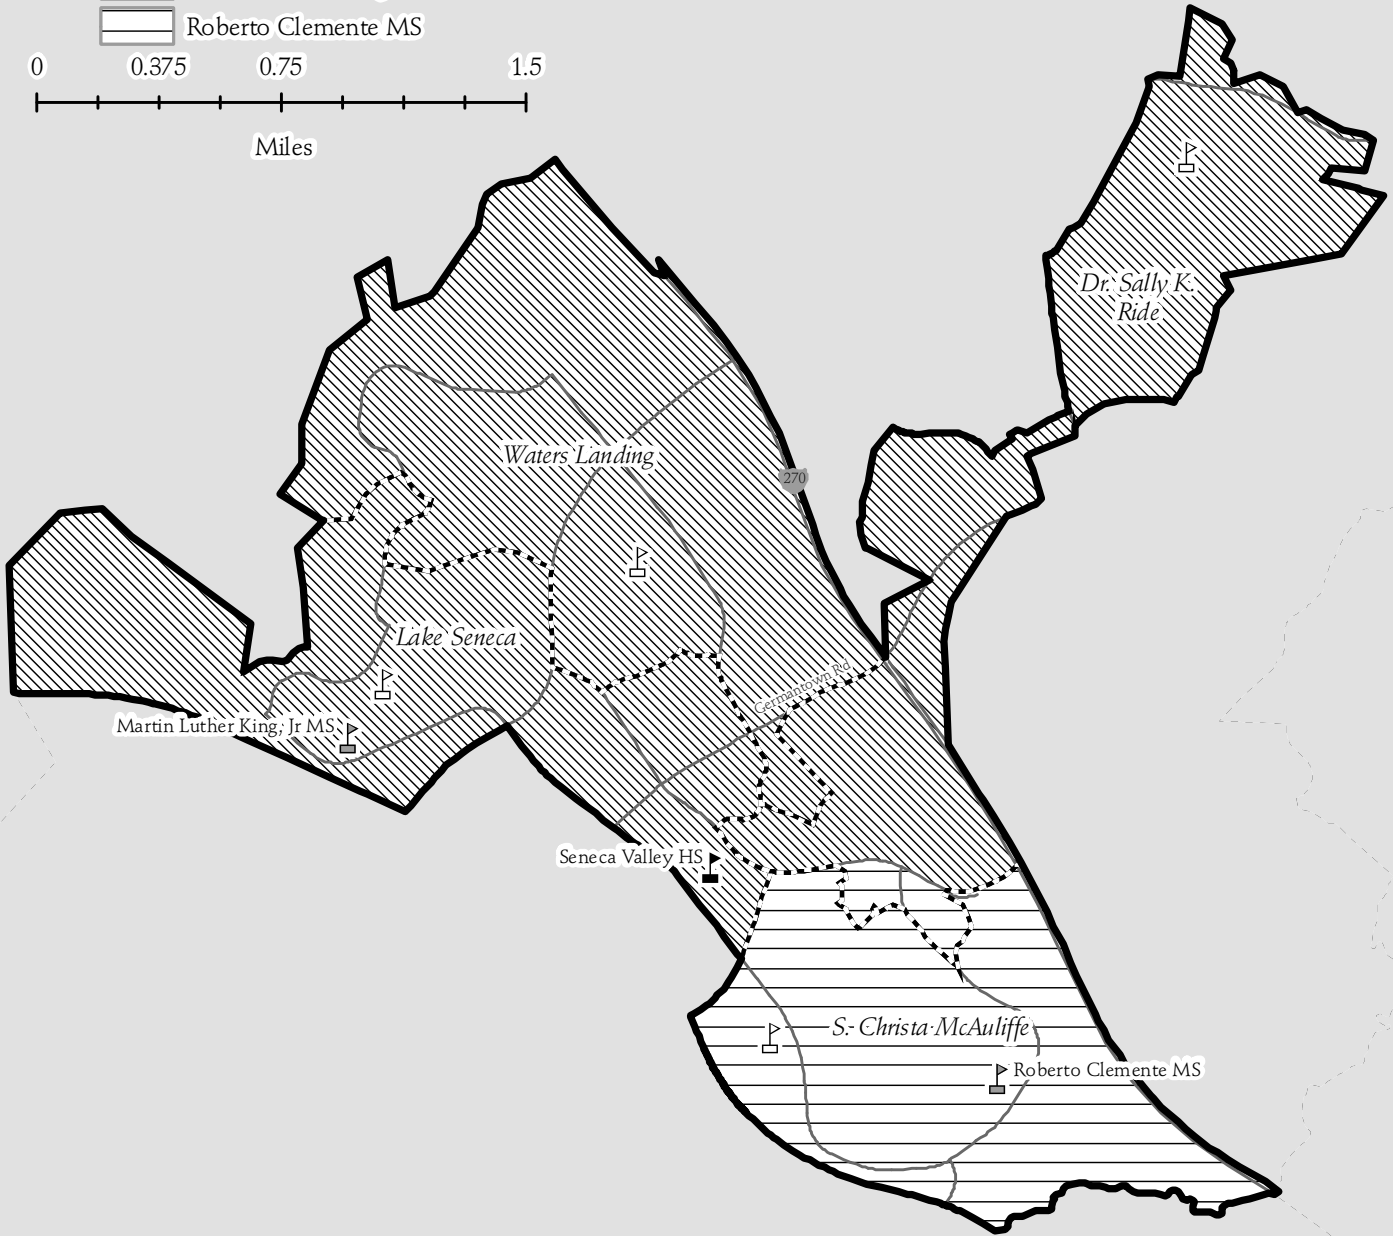 Roberto Clemente MS
0 0.375 0.75 1.5
Miles
Dr. Sally K.
Ride
Waters Landing
270
Lake Seneca
Germantown Rd
Martin Luther King, Jr MS
Seneca Valley HS
S. Christa McAuliffe
Roberto Clemente MS